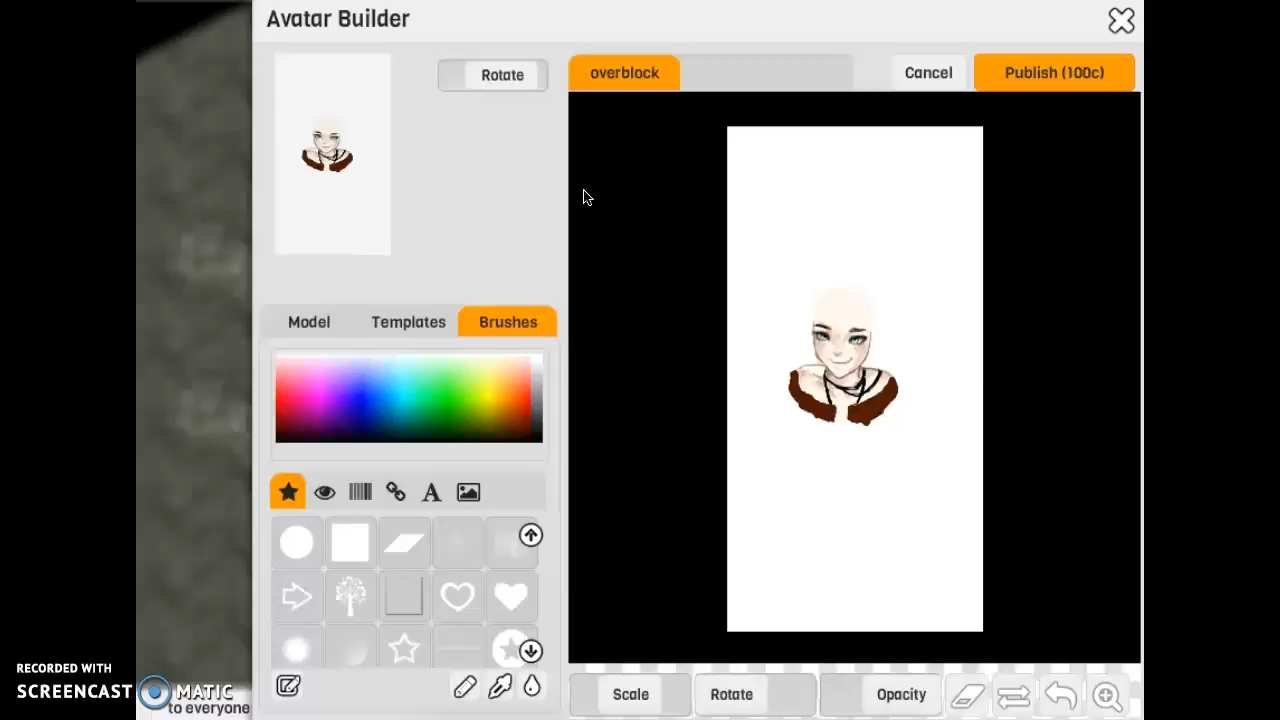 Avatar Builder
Rotate
overblock
Cancel
Publish (100c)
Model
Templates
Brushes
A
Scale
Rotate
Opacity
RECORDED WITH
SCREENCAST MATIC
to everyone